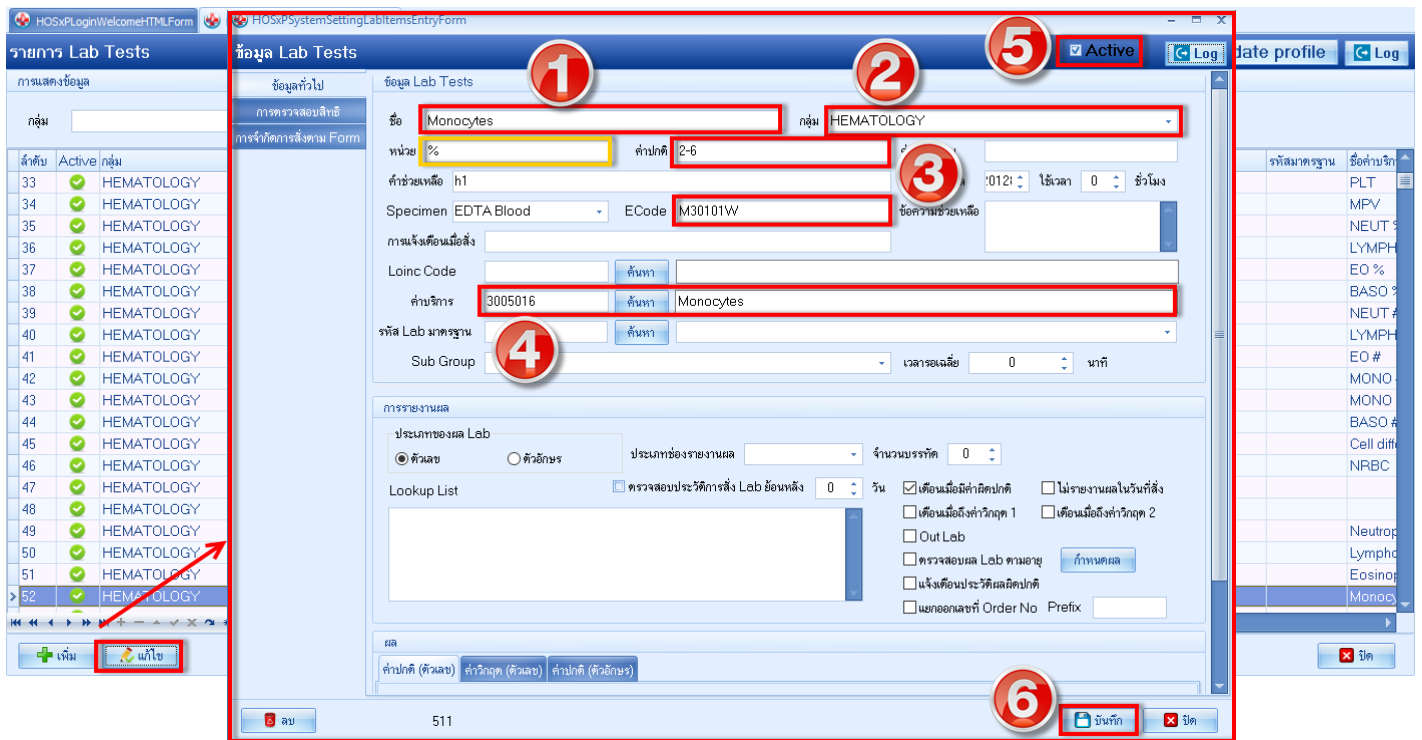 HOSxPLoginWelcomeHTMLForm
HOSxPSystemSettingLabItemsEntryForm
รายการ Lab Tests
ข้อมูล Lab Tests
5
Active
Log
date profile
Log
การแสดงข้อมูล
กลุ่ม
ข้อมูลทั่วไป
การตรวจสอบสิทธิ
การจำกัดการสั่งตาม Form
ข้อมูล Lab Tests
1
2
ชื่อ Monocytes กลุ่ม HEMATOLOGY
หน่วย % ค่าปกติ 2-6
3
คำช่วยเหลือ h1 ใช้เวลา 0 ชั่วโมง
Specimen EDTA Blood ECode M30101W ข้อความช่วยเหลือ
การแจ้งเตือนเมื่อสั่ง
Loinc Code ค้นหา
ค่าบริการ 3005016 ค้นหา Monocytes
รหัส Lab มาตรฐาน ค้นหา
4
Sub Group เวลารอเฉลี่ย 0 นาที
การรายงานผล
ประเภทของผล Lab
ตัวเลข ตัวอักษร ประเภทช่องรายงานผล จำนวนบรรทัด 0
Lookup List ตรวจสอบประวัติการสั่ง Lab ย้อนหลัง 0 วัน เตือนเมื่อมีค่าผิดปกติ ไม่รายงานผลในวันที่สั่ง
เตือนเมื่อถึงค่าวิกฤต 1 เตือนเมื่อถึงค่าวิกฤต 2
Out Lab
ตรวจสอบผล Lab ตามอายุ กำหนดผล
แจ้งเตือนประวัติผลผิดปกติ
แยกออกเลขที่ Order No Prefix
ผล
ค่าปกติ (ตัวเลข) ค่าวิกฤต (ตัวเลข) ค่าปกติ (ตัวอักษร)
ลบ 511
6
บันทึก ปิด
ลำดับ Active กลุ่ม รหัสมาตรฐาน
33 HEMATOLOGY PLT
34 HEMATOLOGY MPV
35 HEMATOLOGY NEUT
36 HEMATOLOGY LYMPH
37 HEMATOLOGY EO %
38 HEMATOLOGY BASO
39 HEMATOLOGY NEUT
40 HEMATOLOGY LYMPH
41 HEMATOLOGY EO #
42 HEMATOLOGY MONO
43 HEMATOLOGY MONO
44 HEMATOLOGY BASO #
45 HEMATOLOGY Cell diff
46 HEMATOLOGY NRBC
47 HEMATOLOGY
48 HEMATOLOGY
49 HEMATOLOGY Neutrop
50 HEMATOLOGY Lympho
51 HEMATOLOGY Eosinop
52 HEMATOLOGY Monocy
เพิ่ม แก้ไข ปิด